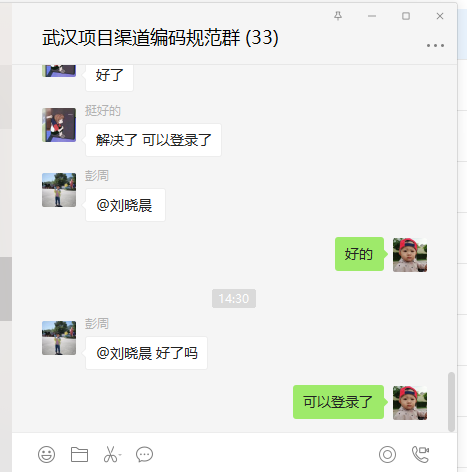 武汉项目渠道编码规范群 (33)
好了
挺好的
解决了 可以登录了
彭周
@刘晓晨
好的
14:30
彭周
@刘晓晨 好了吗
可以登录了